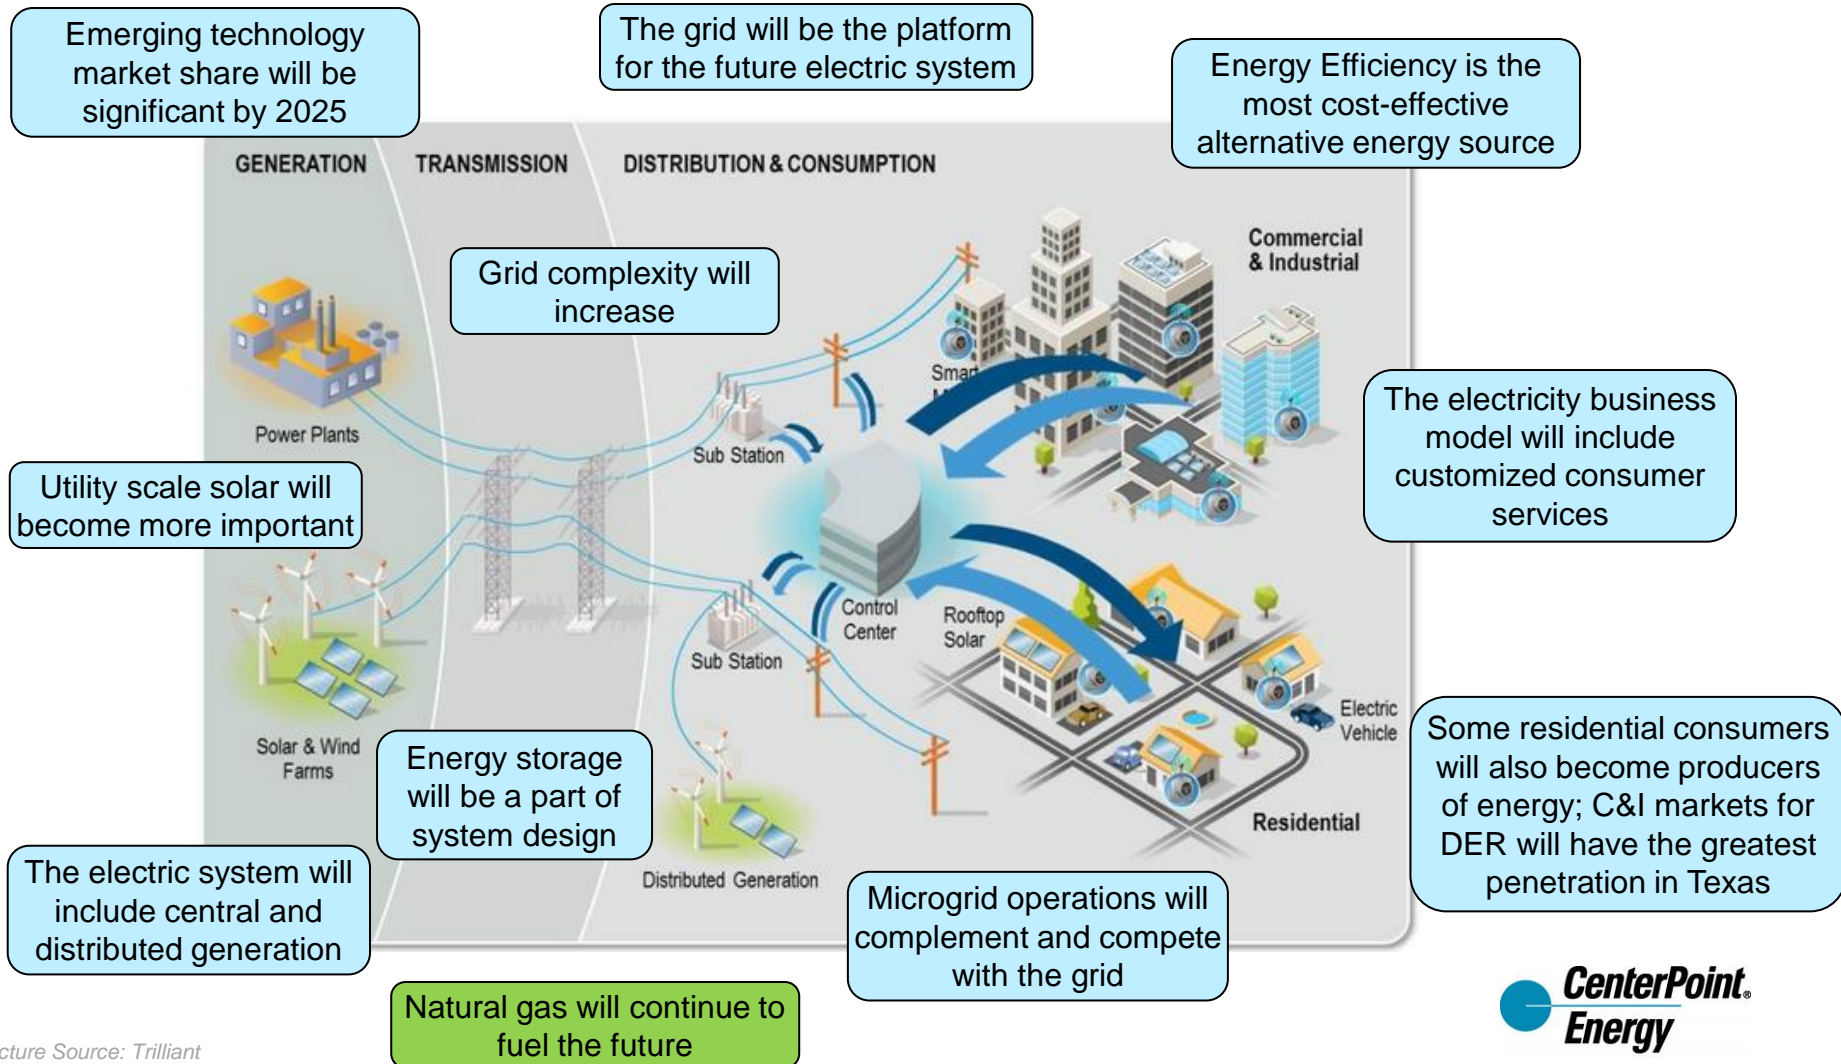 Emerging technology
market share will be
significant by 2025
The grid will be the platform
for the future electric system
Energy Efficiency is the
most cost-effective
alternative energy source
GENERATION
TRANSMISSION
DISTRIBUTION & CONSUMPTION
Commercial
& Industrial
Grid complexity will
increase
Smart
Power Plants
Sub Station
The electricity business
model will include
customized consumer
services
Utility scale solar will
become more important
Control
Center
Rooftop
Solar
Sub Station
Electric
Vehicle
Solar & Wind
Farms
Energy storage
will be a part of
system design
Some residential consumers
will also become producers
of energy; C&I markets for
DER will have the greatest
penetration in Texas
Residential
The electric system will
include central and
distributed generation
Distributed Generation
Microgrid operations will
complement and compete
with the grid
Natural gas will continue to
fuel the future
CenterPoint®
Energy
cture Source: Trilliant